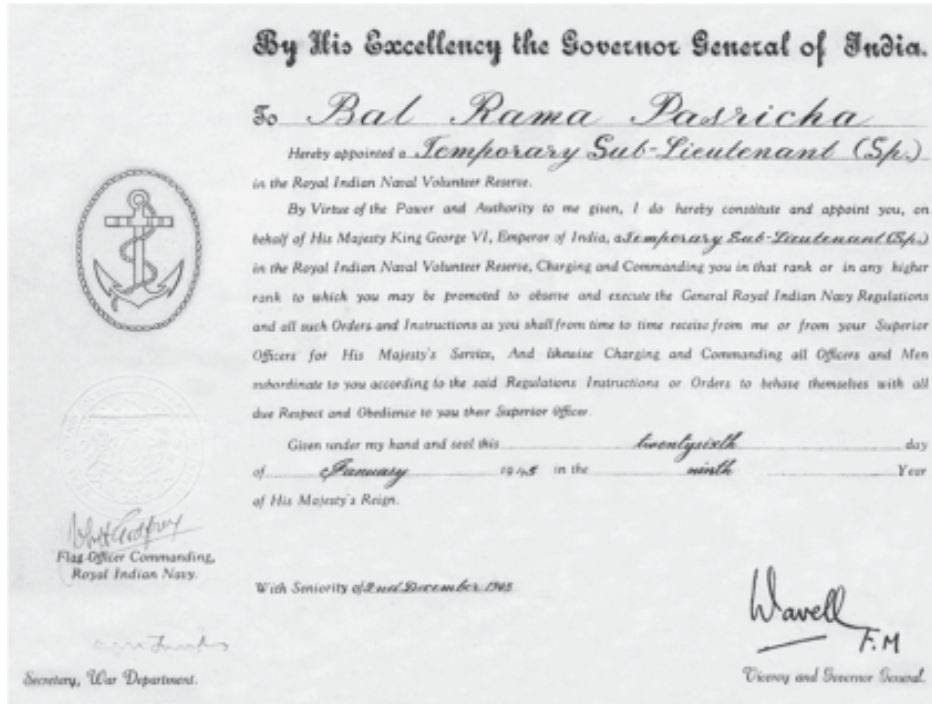 By His Excellency the Governor General of India.
To Bal Rama Pasricha
Hereby appointed a Temporary Sub-Lieutenant (Sp.)
in the Royal Indian Naval Volunteer Reserve.
By Virtue of the Power and Authority to me given, I do hereby constitute and appoint you, on
behalf of His Majesty King George VI, Emperor of India, a Temporary Sub-Lieutenant (Sp.)
in the Royal Indian Naval Volunteer Reserve, Charging and Commanding you in that rank or in any higher
rank to which you may be promoted to observe and execute the General Royal Indian Navy Regulations
and all such Orders and Instructions as you shall from time to time receive from me or from your Superior
Officers for His Majesty's Service, And likewise Charging and Commanding all Officers and Men
subordinate to you according to the said Regulations Instructions or Orders to behave themselves with all
due Respect and Obedience to you their Superior Officer.
Given under my hand and seal this twentysixth day
of January 1945 in the ninth Year
of His Majesty's Reign.
Flag Officer Commanding,
Royal Indian Navy.
With Seniority of 2nd December 1945
Wavell
F.M
Secretary, War Department.
Viceroy and Governor General.